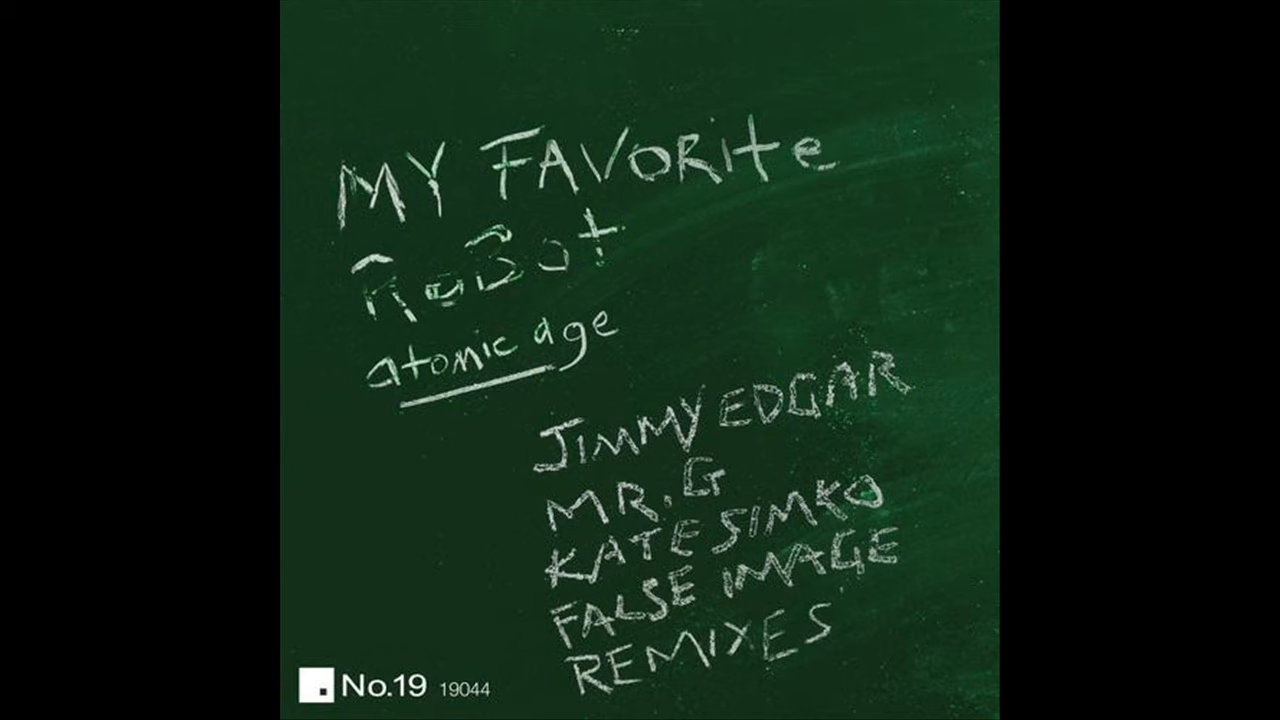 MY FAVORite
RoBot
atomic age
JIMMY EDGAR
MR. G
KATE SIMKO
FALSE IMAGE
REMIXES
No.19 19044